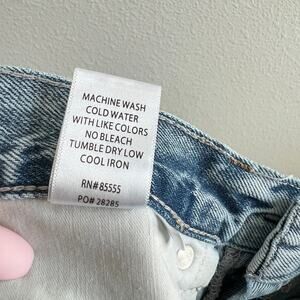 MACHINE WASH
COLD WATER
WITH LIKE COLORS
NO BLEACH
TUMBLE DRY LOW
COOL IRON
RN# 85555
PO# 28285